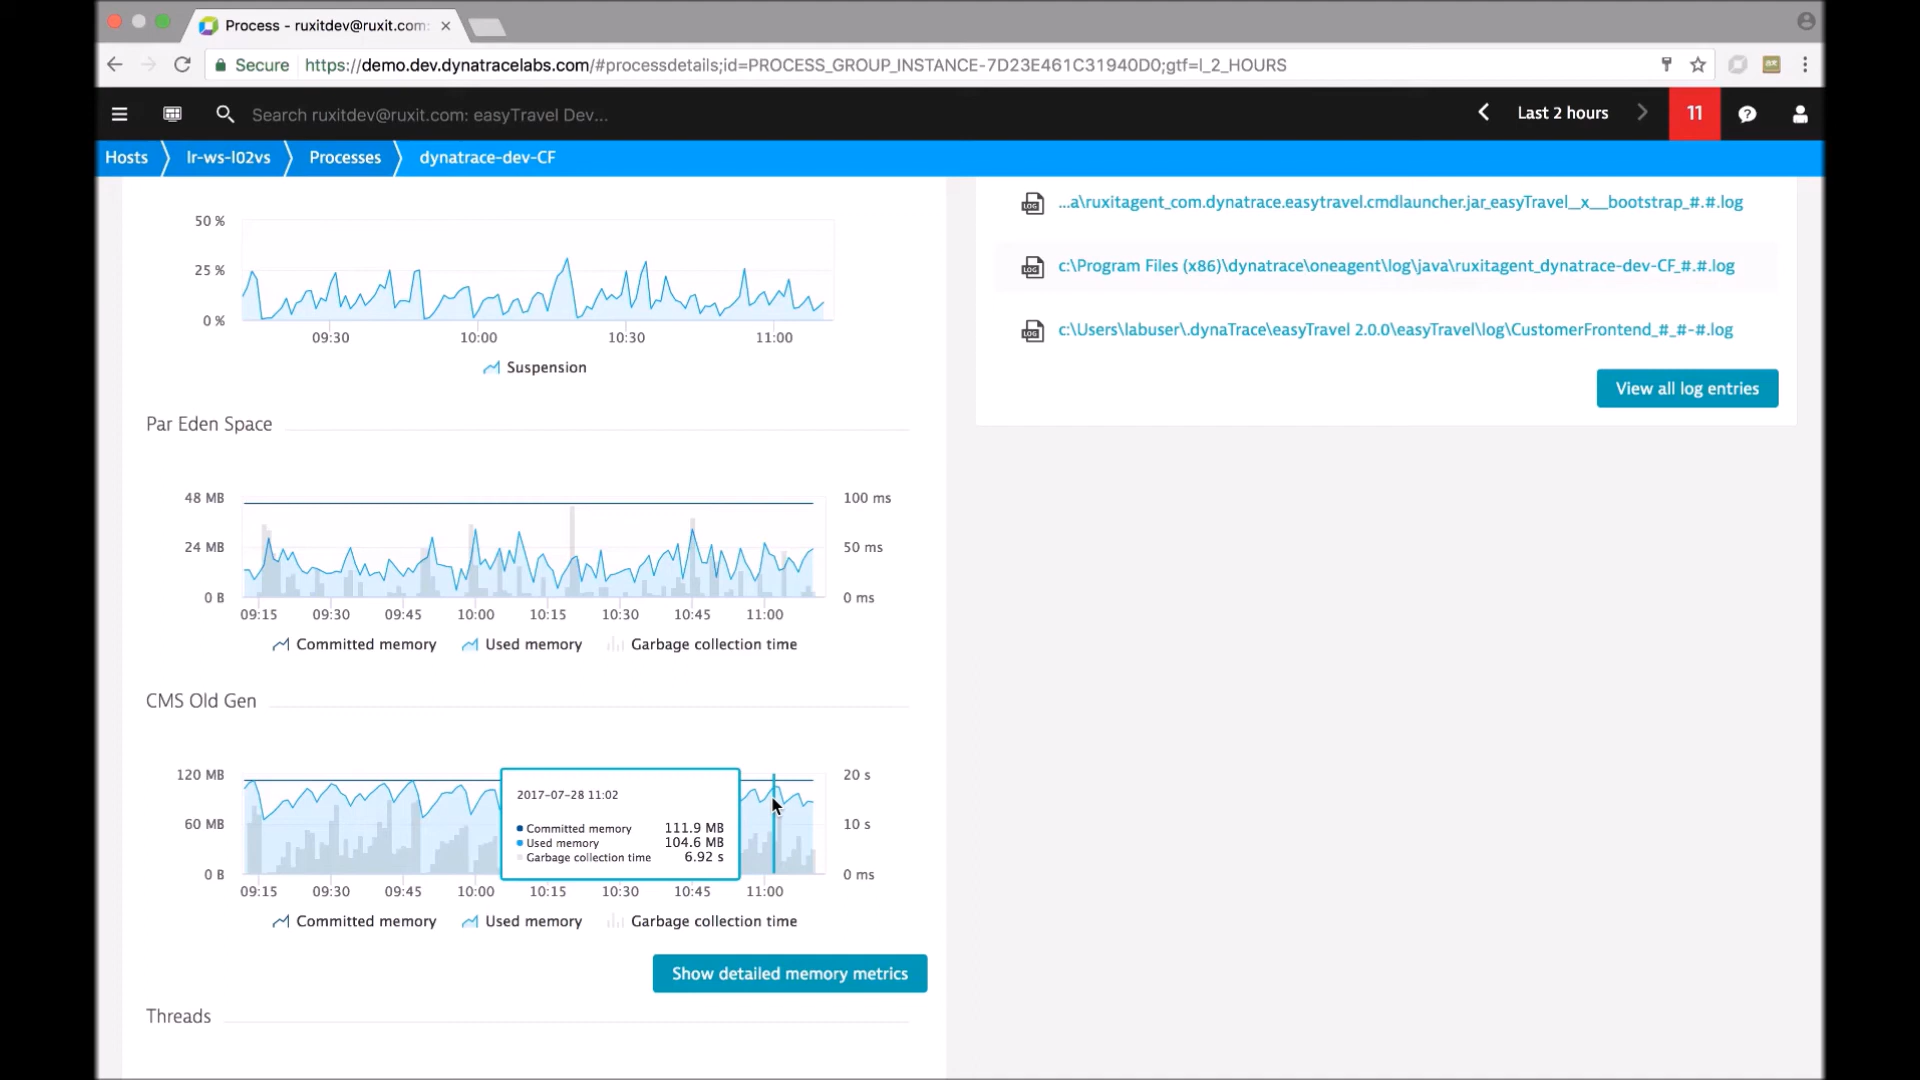 Process - ruxitdev@ruxit.com:
Secure https://demo.dev.dynatracelabs.com/#processdetails;id=PROCESS_GROUP_INSTANCE-7D23E461C31940D0;gtf=l_2_HOURS
Search ruxitdev@ruxit.com: easyTravel Dev...
Last 2 hours
11
Hosts
lr-ws-l02vs
Processes
dynatrace-dev-CF
50 %
25 %
0 %
09:30 10:00 10:30 11:00
Suspension
Par Eden Space
48 MB 100 ms
24 MB 50 ms
0 B 0 ms
09:15 09:30 09:45 10:00 10:15 10:30 10:45 11:00
Committed memory Used memory Garbage collection time
CMS Old Gen
120 MB 20 s
60 MB 10 s
0 B 0 ms
2017-07-28 11:02
Committed memory 111.9 MB
Used memory 104.6 MB
Garbage collection time 6.92 s
09:15 09:30 09:45 10:00 10:15 10:30 10:45 11:00
Committed memory Used memory Garbage collection time
Show detailed memory metrics
Threads
LOG ...a\ruxitagent_com.dynatrace.easytravel.cmdlauncher.jar_easyTravel__x__bootstrap_#.#.log
LOG c:\Program Files (x86)\dynatrace\oneagent\log\java\ruxitagent_dynatrace-dev-CF_#.#.log
LOG c:\Users\labuser\.dynaTrace\easyTravel 2.0.0\easyTravel\log\CustomerFrontend_#_#-#.log
View all log entries